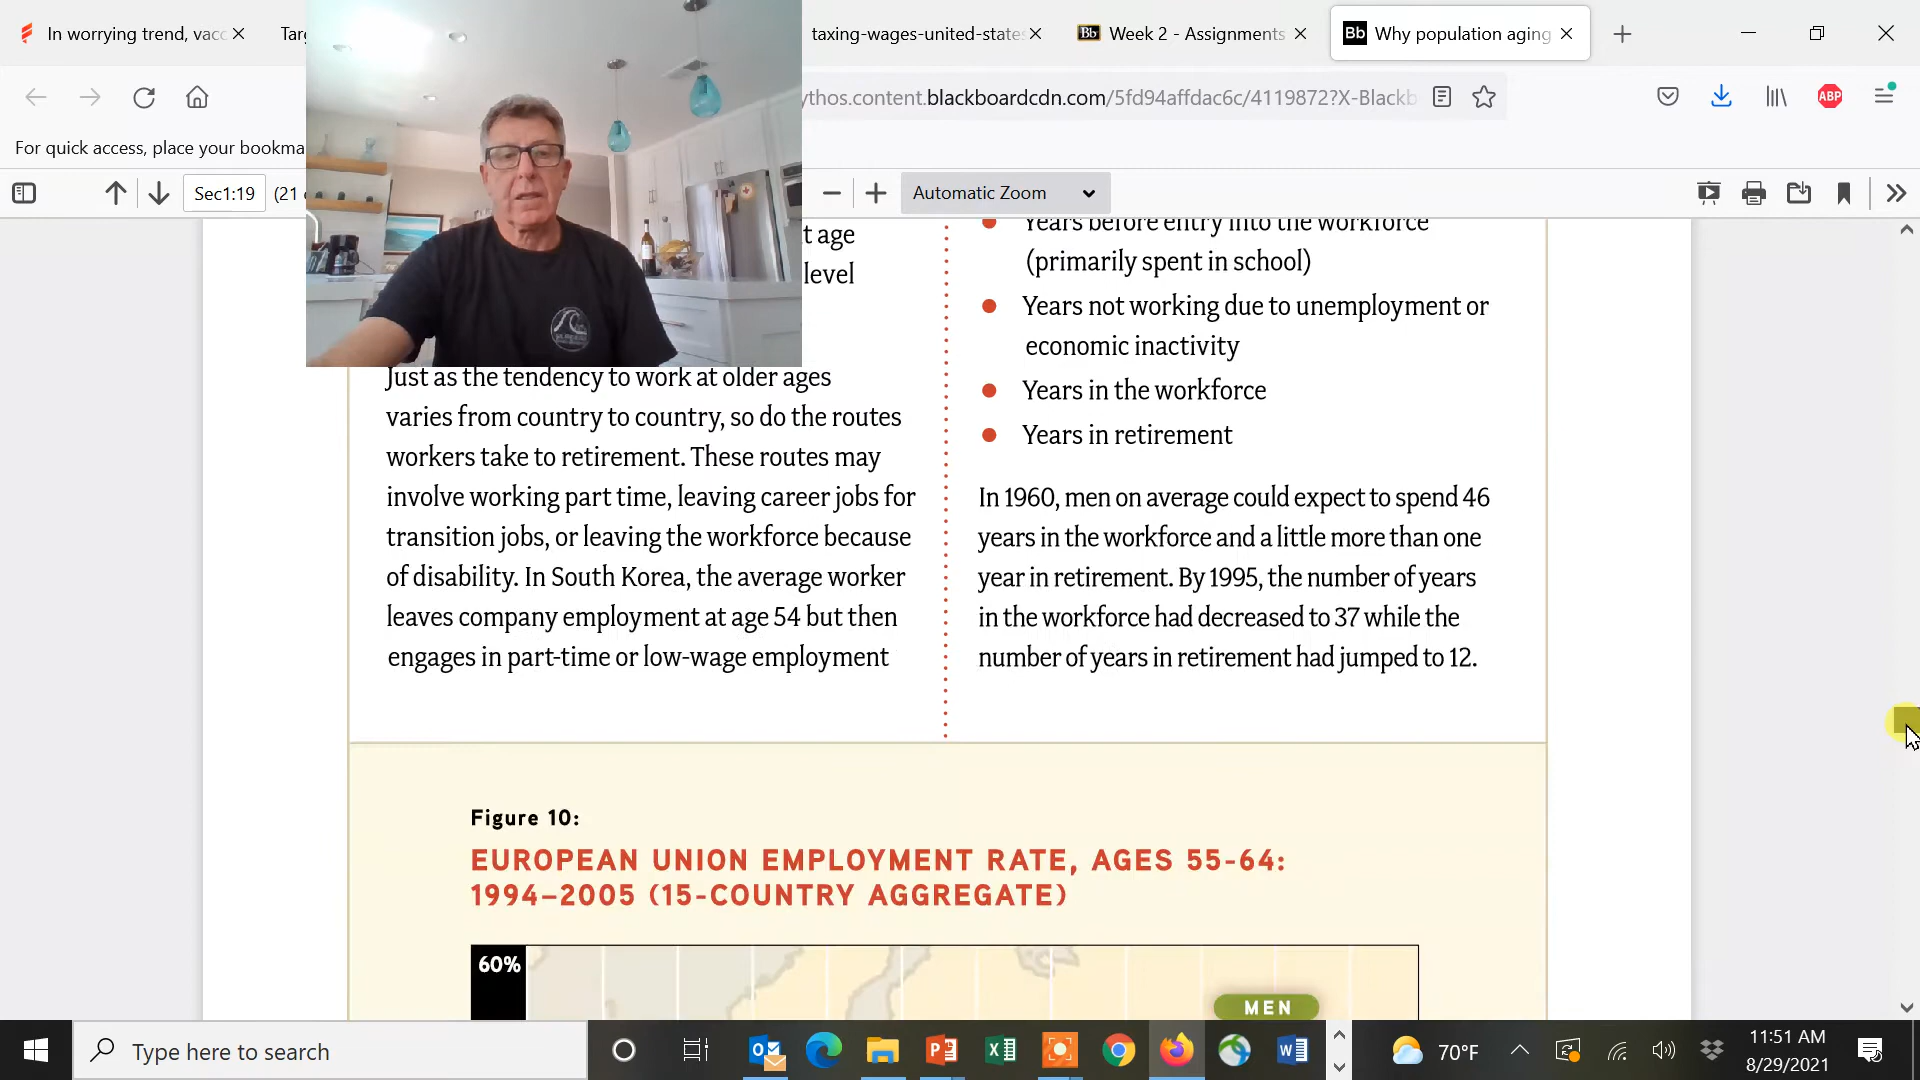 In worrying trend, vacc
Tar
taxing-wages-united-states
Week 2 - Assignments
Why population aging
ythos.content.blackboardcdn.com/5fd94affdac6c/4119872?X-Blackb
ABP
For quick access, place your bookma
Sec1:19
(21 o
Automatic Zoom
t age
level
Just as the tendency to work at older ages
varies from country to country, so do the routes
workers take to retirement. These routes may
involve working part time, leaving career jobs for
transition jobs, or leaving the workforce because
of disability. In South Korea, the average worker
leaves company employment at age 54 but then
engages in part-time or low-wage employment
Years before entry into the workforce
(primarily spent in school)
Years not working due to unemployment or
economic inactivity
Years in the workforce
Years in retirement
In 1960, men on average could expect to spend 46
years in the workforce and a little more than one
year in retirement. By 1995, the number of years
in the workforce had decreased to 37 while the
number of years in retirement had jumped to 12.
Figure 10:
EUROPEAN UNION EMPLOYMENT RATE, AGES 55-64:
1994–2005 (15-COUNTRY AGGREGATE)
60%
MEN
Type here to search
70°F
11:51 AM
8/29/2021